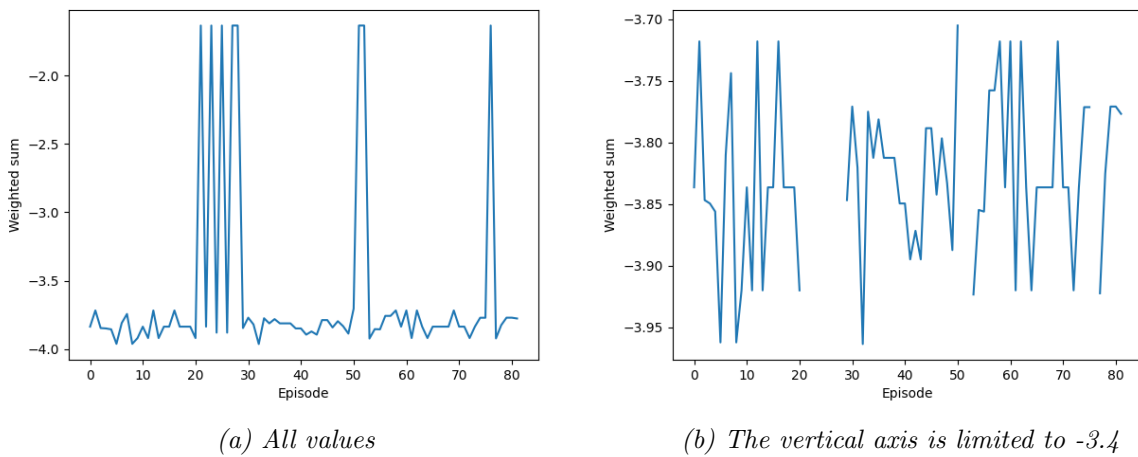 −2.0
−2.5
−3.0
−3.5
−4.0
Weighted sum
0 10 20 30 40 50 60 70 80
Episode
(a) All values
−3.70
−3.75
−3.80
−3.85
−3.90
−3.95
Weighted sum
0 10 20 30 40 50 60 70 80
Episode
(b) The vertical axis is limited to -3.4